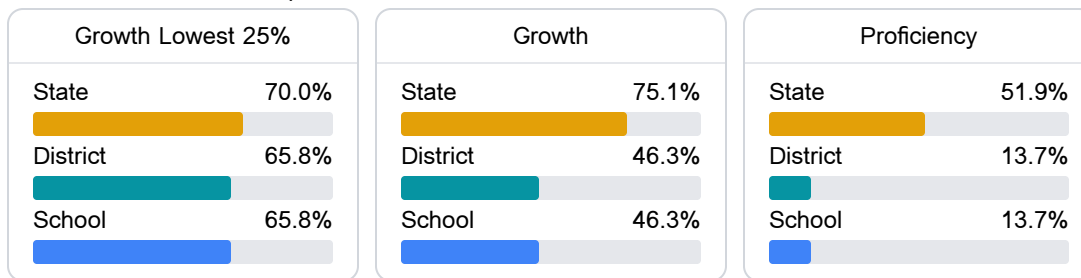 Growth Lowest 25%
State 70.0%
District 65.8%
School 65.8%
Growth
State 75.1%
District 46.3%
School 46.3%
Proficiency
State 51.9%
District 13.7%
School 13.7%